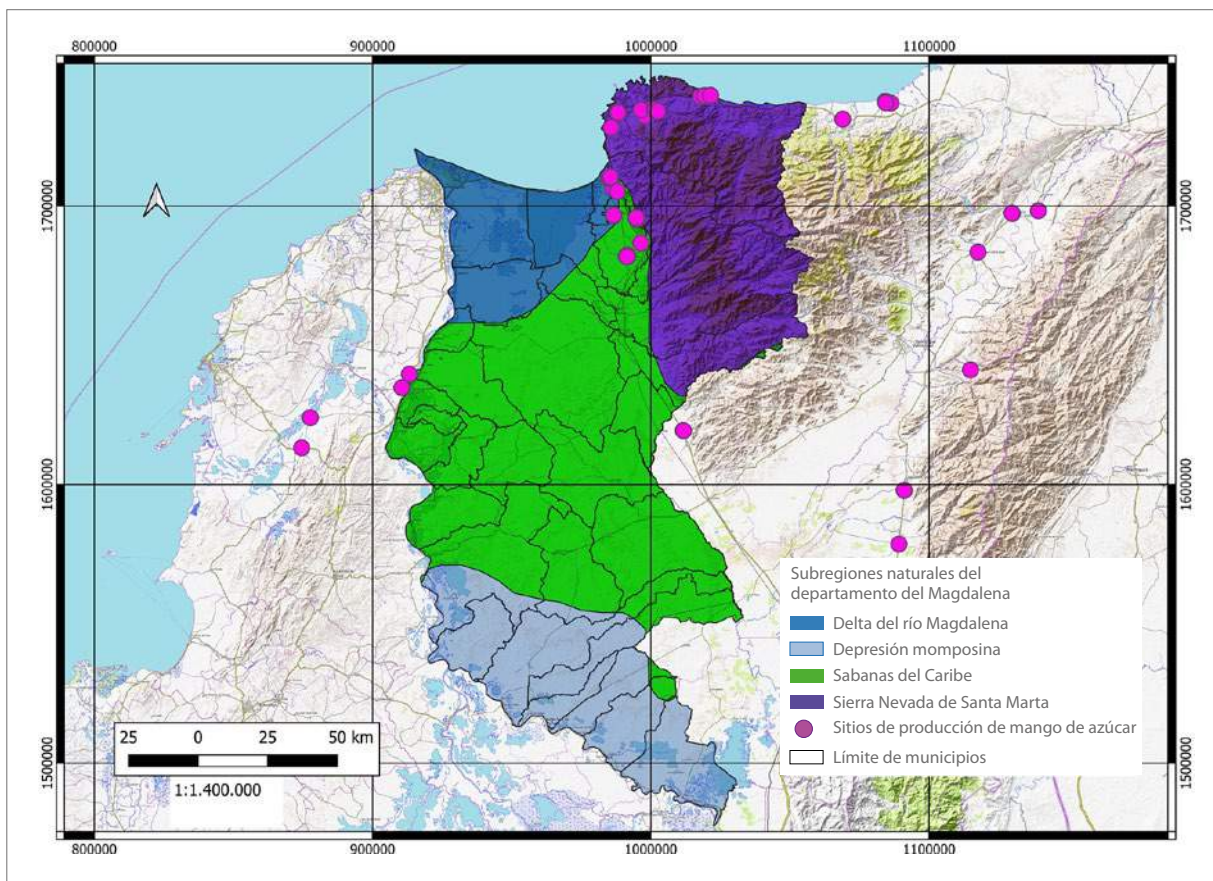 800000
900000
1000000
1100000
1700000
1700000
1600000
1600000
1500000
1500000
Subregiones naturales del
departamento del Magdalena
Delta del río Magdalena
Depresión momposina
Sabanas del Caribe
Sierra Nevada de Santa Marta
Sitios de producción de mango de azúcar
Límite de municipios
25 0 25 50 km
1:1.400.000
800000
900000
1000000
1100000